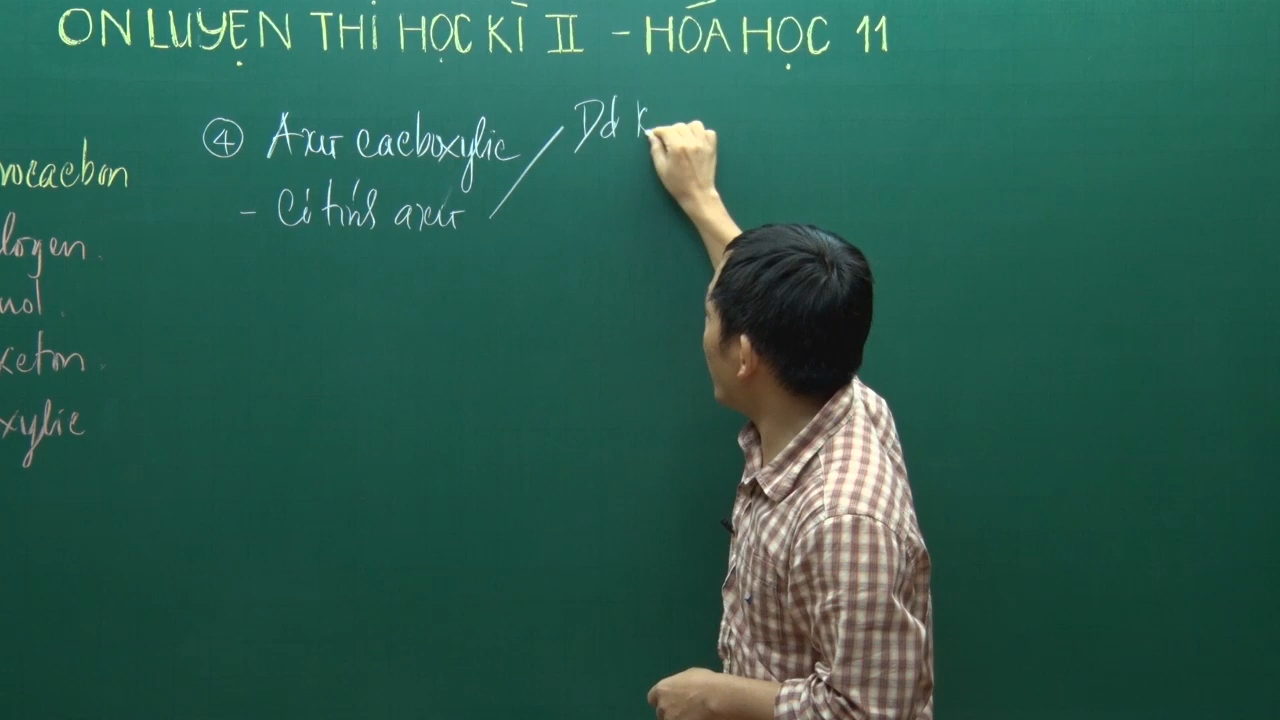 ÔN LUYỆN THI HỌC KÌ II - HÓA HỌC 11
④ Axit cacboxylic
- Có tính axit
Dd K
rocacbon
logen.
nol.
xeton.
xylic